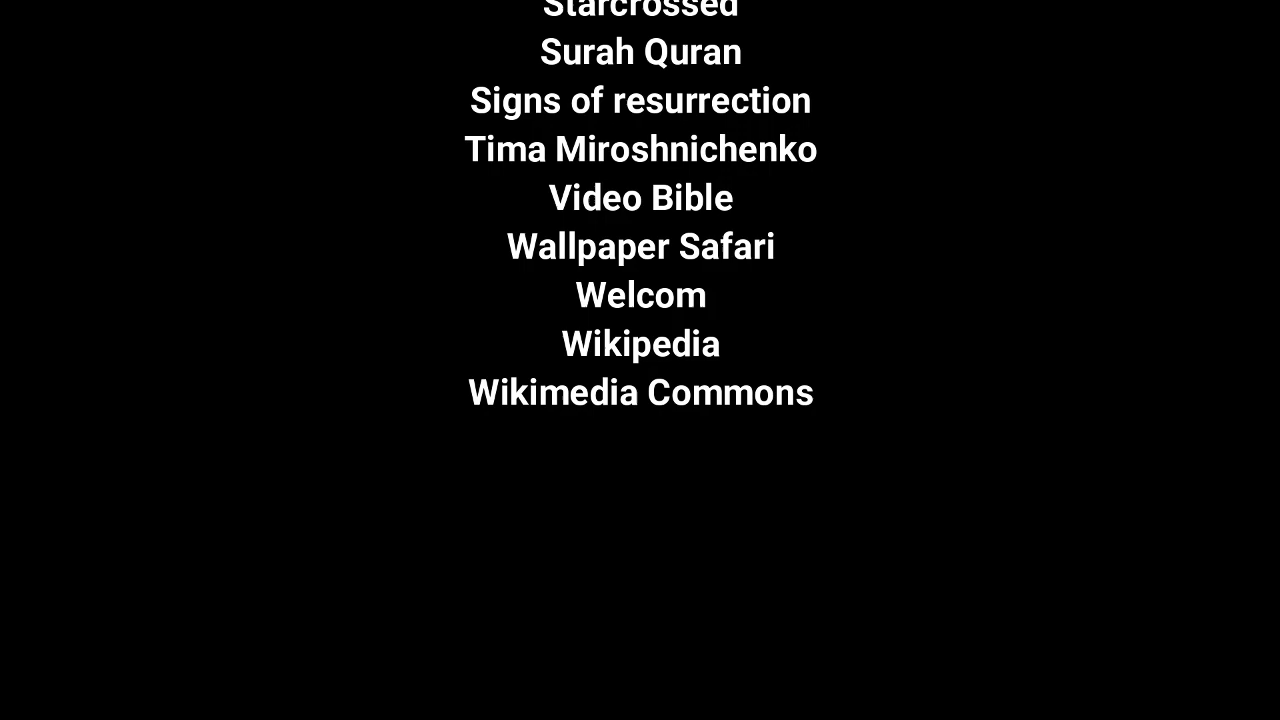 Starcrossed
Surah Quran
Signs of resurrection
Tima Miroshnichenko
Video Bible
Wallpaper Safari
Welcom
Wikipedia
Wikimedia Commons